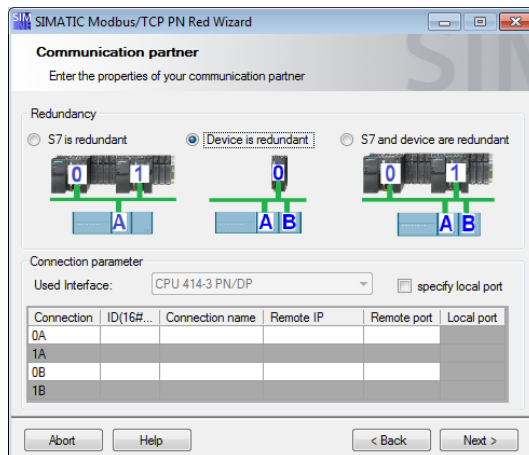 SIMATIC Modbus/TCP PN Red Wizard
Communication partner
Enter the properties of your communication partner
SIM
Redundancy
S7 is redundant
Device is redundant
S7 and device are redundant
0 1
0
0 1
A
A B
A B
Connection parameter
Used Interface: CPU 414-3 PN/DP specify local port
Connection ID(16#... Connection name Remote IP Remote port Local port
0A
1A
0B
1B
Abort Help < Back Next >